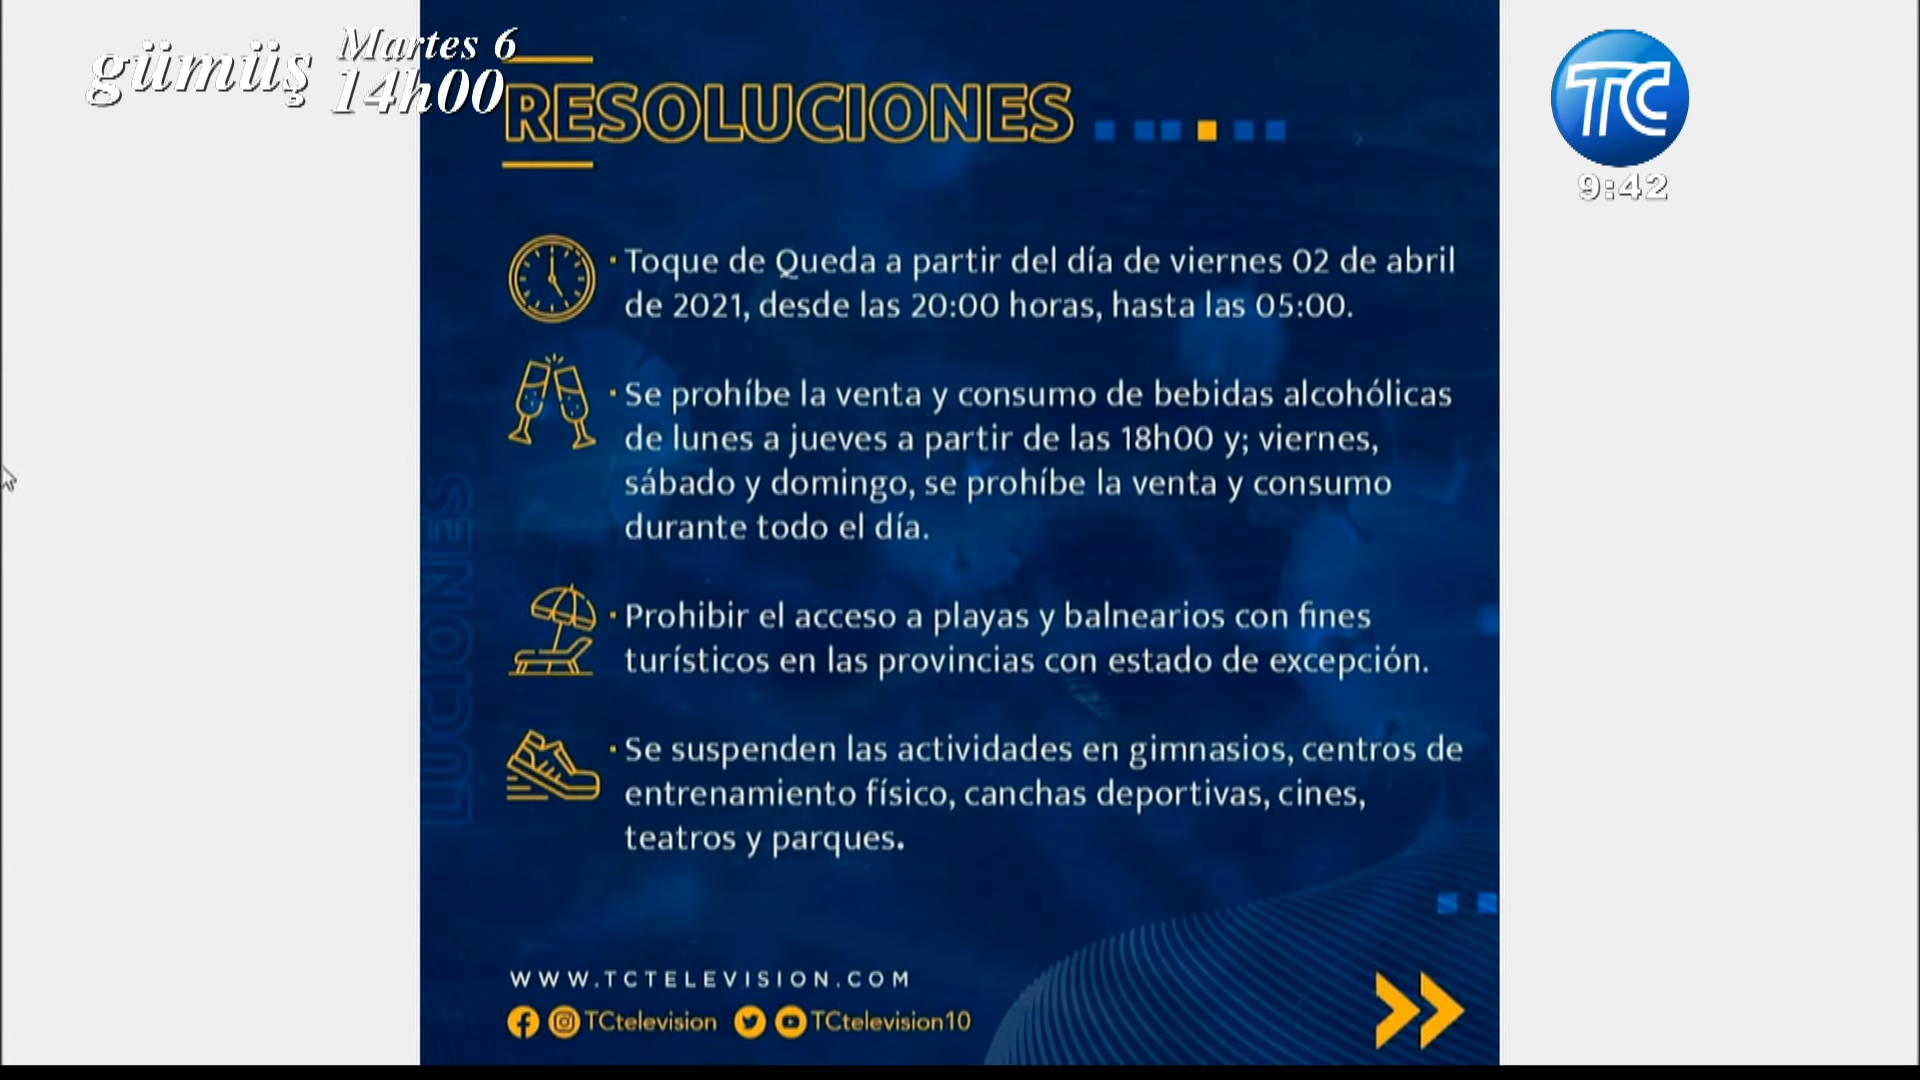 gümüş
Martes 6
14h00
TC
9:42
RESOLUCIONES
· Toque de Queda a partir del día de viernes 02 de abril
de 2021, desde las 20:00 horas, hasta las 05:00.
· Se prohíbe la venta y consumo de bebidas alcohólicas
de lunes a jueves a partir de las 18h00 y; viernes,
sábado y domingo, se prohíbe la venta y consumo
durante todo el día.
· Prohibir el acceso a playas y balnearios con fines
turísticos en las provincias con estado de excepción.
· Se suspenden las actividades en gimnasios, centros de
entrenamiento físico, canchas deportivas, cines,
teatros y parques.
LUCIONES
WWW.TCTELEVISION.COM
TCtelevision TCtelevision10